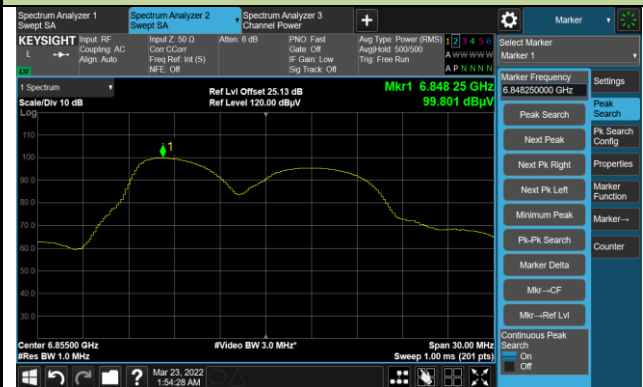 Spectrum Analyzer 1
Swept SA
Spectrum Analyzer 2
Swept SA
Spectrum Analyzer 3
Channel Power
+
Marker
KEYSIGHT
L
Input: RF
Coupling: AC
Align: Auto
Input Z: 50 Ω
Corr CCorr
Freq Ref: Int (S)
NFE: Off
Atten: 6 dB
PNO: Fast
Gate: Off
IF Gain: Low
Sig Track: Off
Avg Type: Power (RMS)
Avg|Hold: 500/500
Trig: Free Run
1 2 3 4 5 6
A W W W W W
A P N N N N
Select Marker
Marker 1
1 Spectrum
Scale/Div 10 dB
Log
Ref Lvl Offset 25.13 dB
Ref Level 120.00 dBµV
Mkr1 6.848 25 GHz
99.801 dBµV
110
100
90.0
80.0
70.0
60.0
50.0
40.0
30.0
1
Center 6.85500 GHz
#Res BW 1.0 MHz
#Video BW 3.0 MHz*
Span 30.00 MHz
Sweep 1.00 ms (201 pts)
Marker Frequency
6.848250000 GHz
Peak Search
Next Peak
Next Pk Right
Next Pk Left
Minimum Peak
Pk-Pk Search
Marker Delta
Mkr→CF
Mkr→Ref Lvl
Continuous Peak
Search
On
Off
Settings
Peak
Search
Pk Search
Config
Properties
Marker
Function
Marker→
Counter
?
Mar 23, 2022
1:54:28 AM